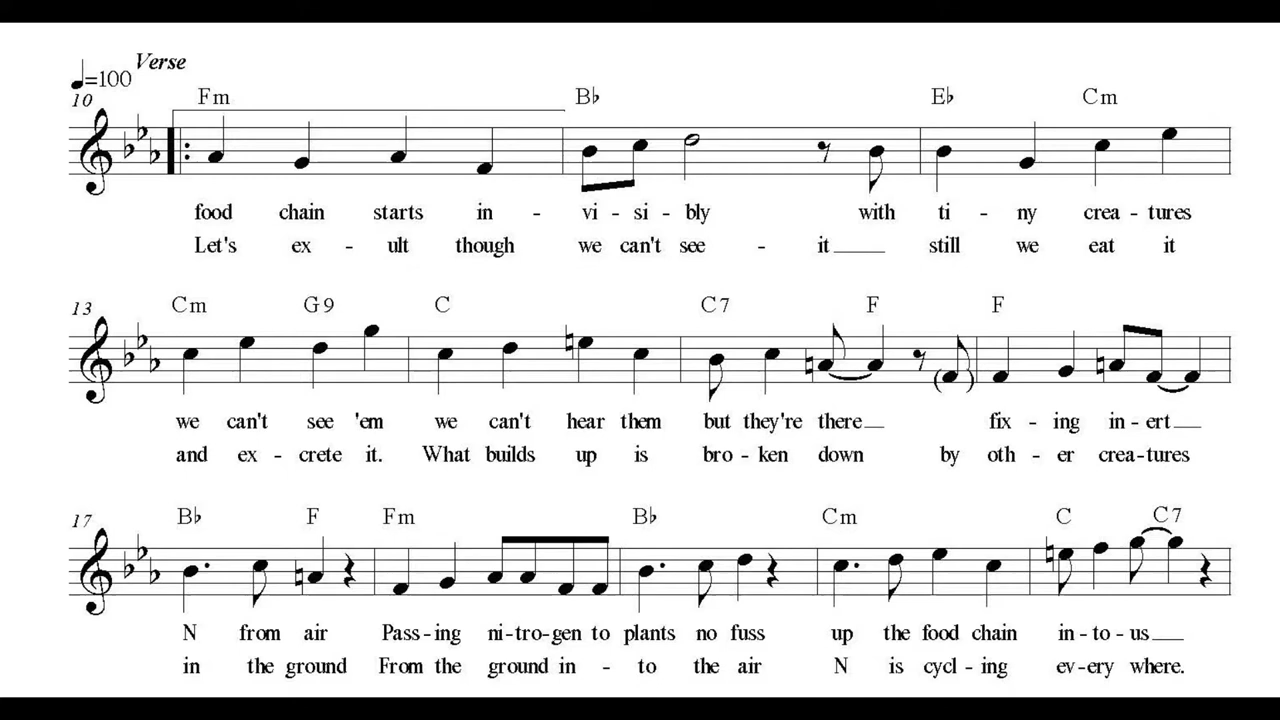 Verse
♩=100
10 Fm B♭ E♭ Cm
food chain starts in - vi - si - bly with ti - ny crea - tures
Let's ex - ult though we can't see - it still we eat it
13 Cm G9 C C7 F F
we can't see 'em we can't hear them but they're there fix - ing in - ert
and ex - crete it. What builds up is bro - ken down by oth - er crea - tures
17 B♭ F Fm B♭ Cm C C7
N from air Pass - ing ni - tro - gen to plants no fuss up the food chain in - to - us
in the ground From the ground in - to the air N is cycl - ing ev - ery where.